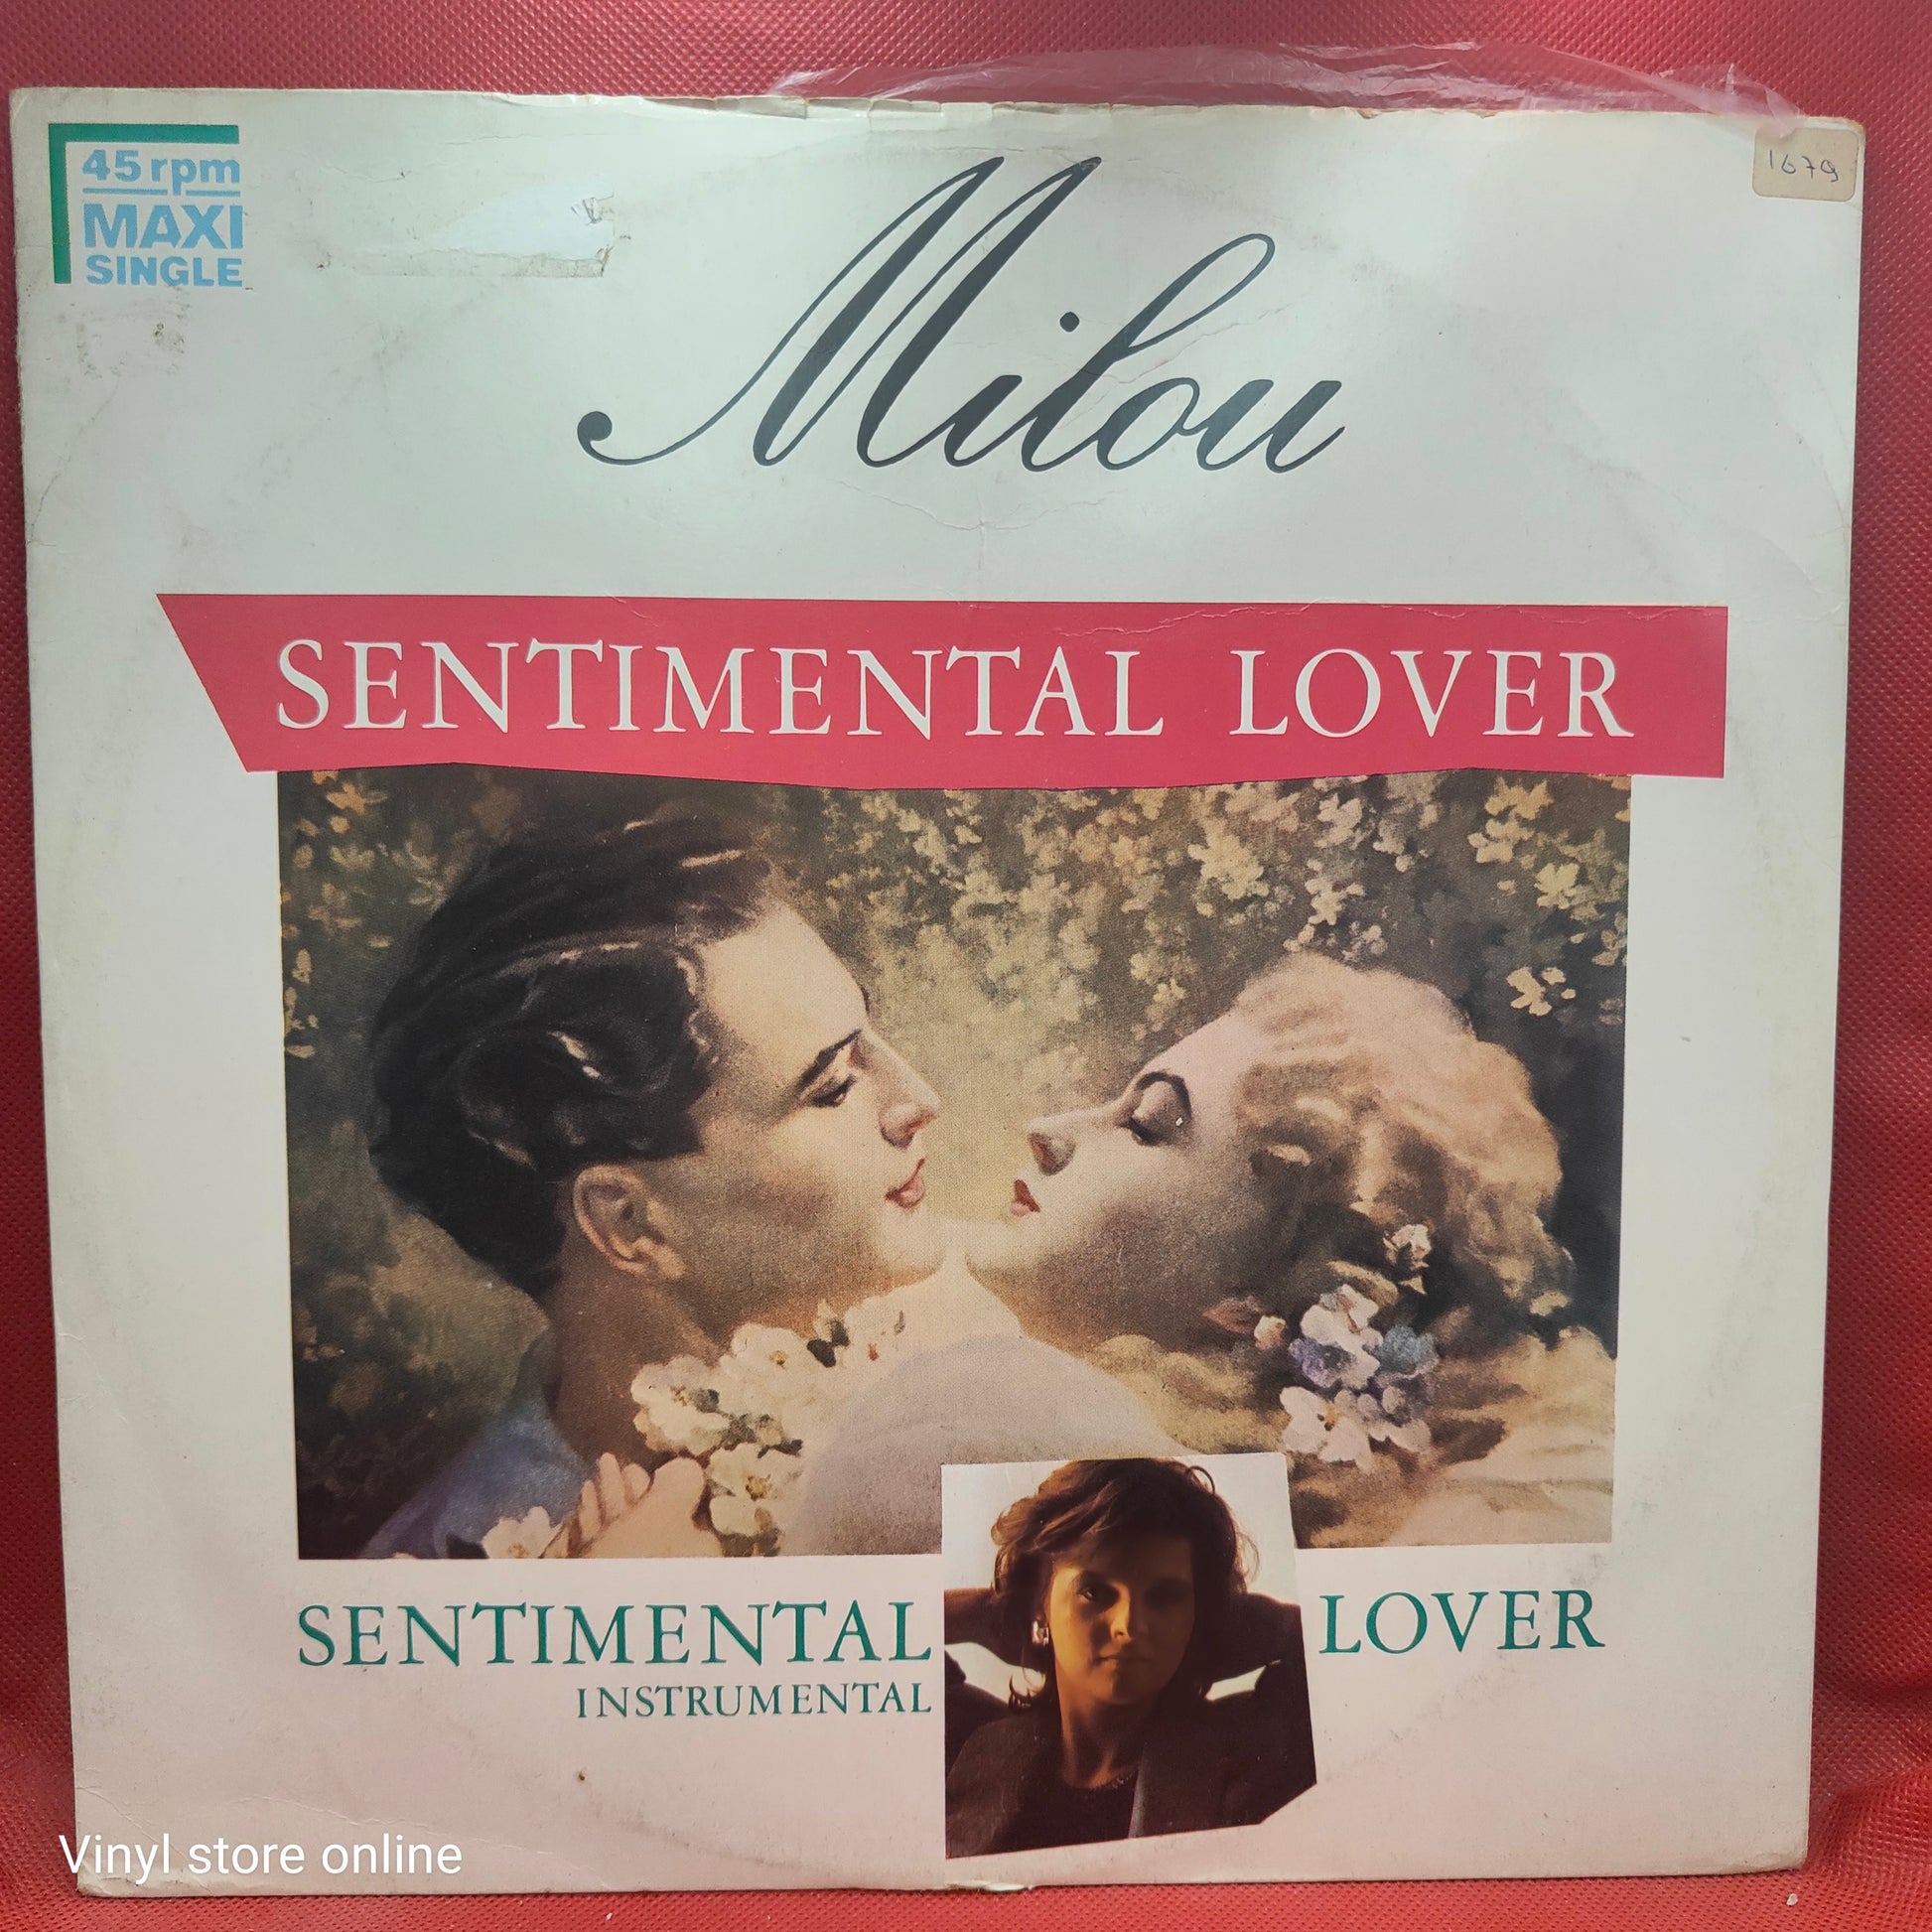 45 rpm
MAXI
SINGLE
1679
Milou
SENTIMENTAL LOVER
SENTIMENTAL LOVER
INSTRUMENTAL
Vinyl store online